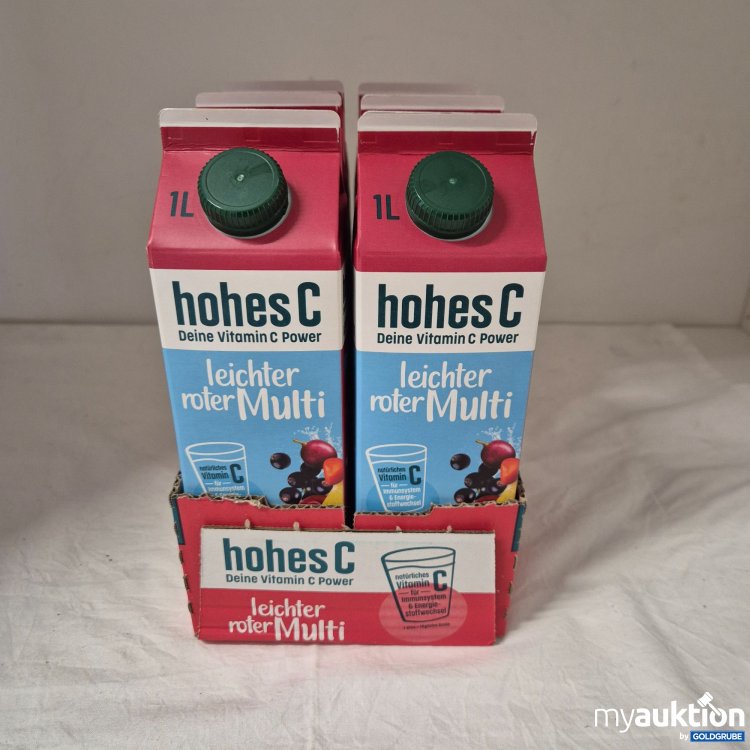 1L
hohes C
Deine Vitamin C Power
leichter
roter Multi
natürliches
Vitamin C
für
Immunsystem
& Energie-
stoffwechsel
1L
hohes C
Deine Vitamin C Power
leichter
roter Multi
natürliches
Vitamin C
für
Immunsystem
& Energie-
stoffwechsel
hohes C
Deine Vitamin C Power
leichter
roter Multi
natürliches
Vitamin C
für
Immunsystem
& Energie-
stoffwechsel
myauktion
by GOLDGRUBE